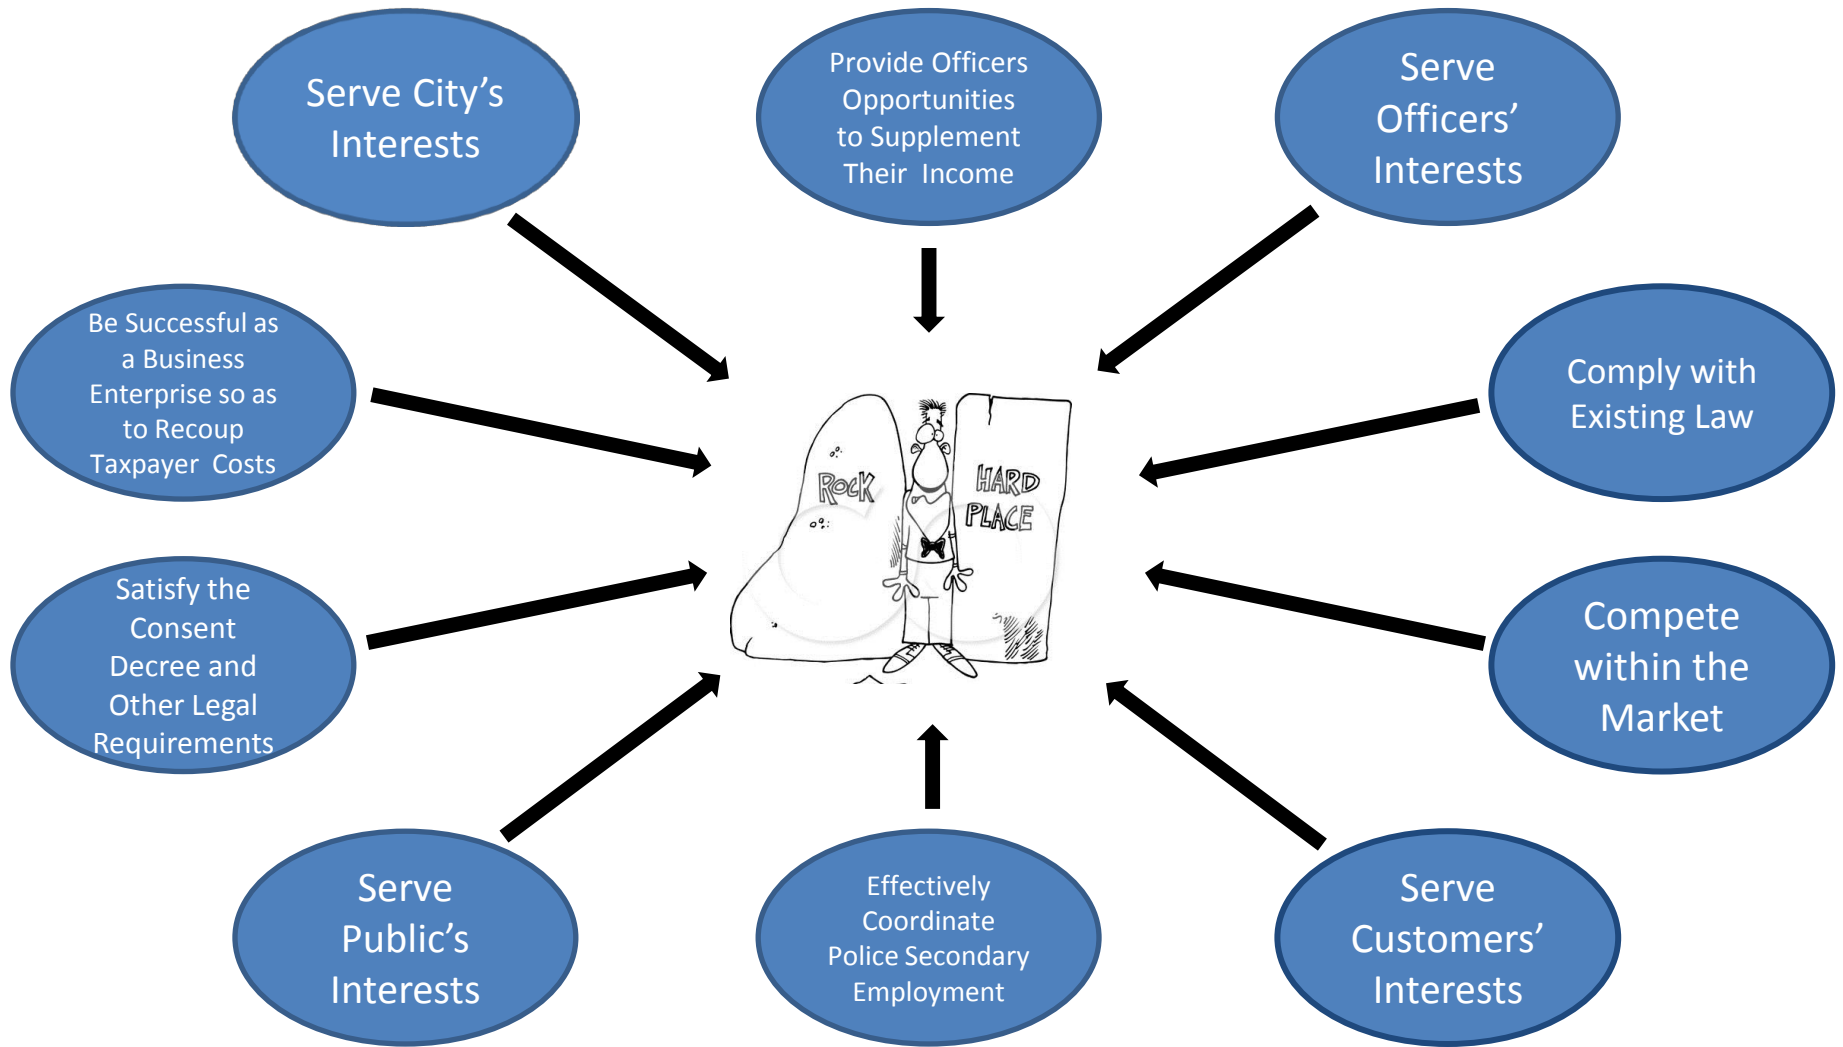 Serve City’s
Interests
Provide Officers
Opportunities
to Supplement
Their Income
Serve
Officers’
Interests
Be Successful as
a Business
Enterprise so as
to Recoup
Taxpayer Costs
Comply with
Existing Law
ROCK
HARD
PLACE
Satisfy the
Consent
Decree and
Other Legal
Requirements
Compete
within the
Market
Serve
Public’s
Interests
Effectively
Coordinate
Police Secondary
Employment
Serve
Customers’
Interests